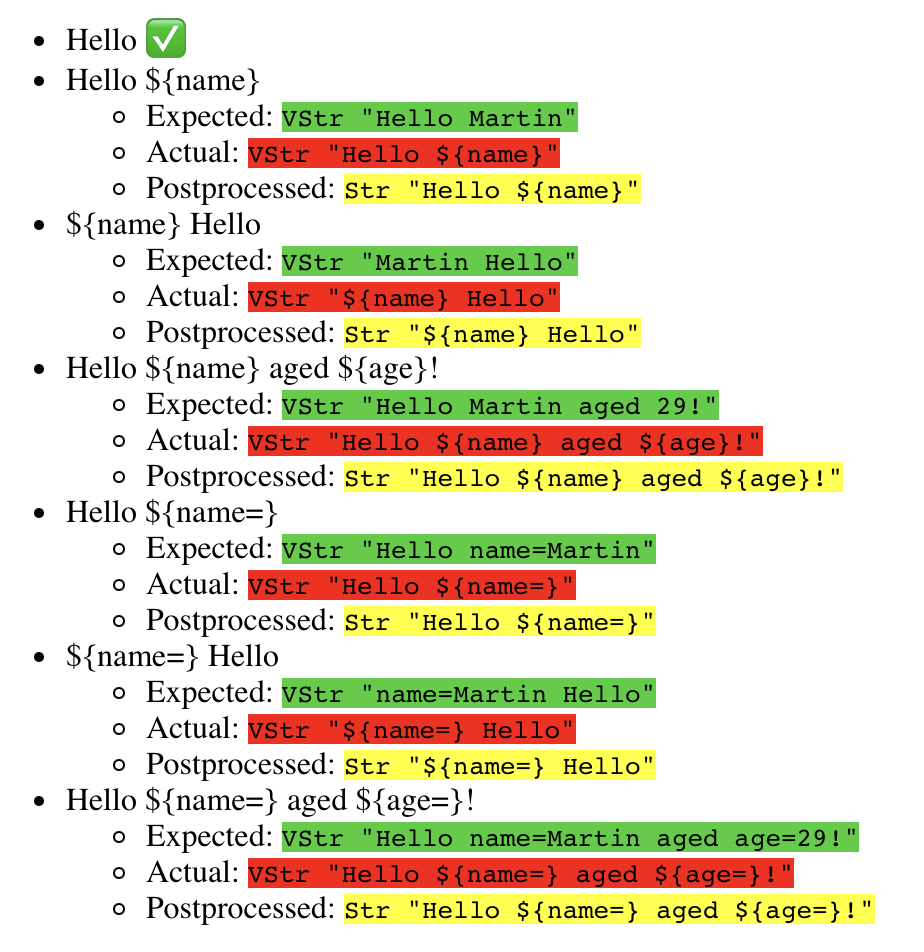 Hello ✅
Hello ${name}
Expected: VStr "Hello Martin"
Actual: VStr "Hello ${name}"
Postprocessed: Str "Hello ${name}"
${name} Hello
Expected: VStr "Martin Hello"
Actual: VStr "${name} Hello"
Postprocessed: Str "${name} Hello"
Hello ${name} aged ${age}!
Expected: VStr "Hello Martin aged 29!"
Actual: VStr "Hello ${name} aged ${age}!"
Postprocessed: Str "Hello ${name} aged ${age}!"
Hello ${name=}
Expected: VStr "Hello name=Martin"
Actual: VStr "Hello ${name=}"
Postprocessed: Str "Hello ${name=}"
${name=} Hello
Expected: VStr "name=Martin Hello"
Actual: VStr "${name=} Hello"
Postprocessed: Str "${name=} Hello"
Hello ${name=} aged ${age=}!
Expected: VStr "Hello name=Martin aged age=29!"
Actual: VStr "Hello ${name=} aged ${age=}!"
Postprocessed: Str "Hello ${name=} aged ${age=}!"